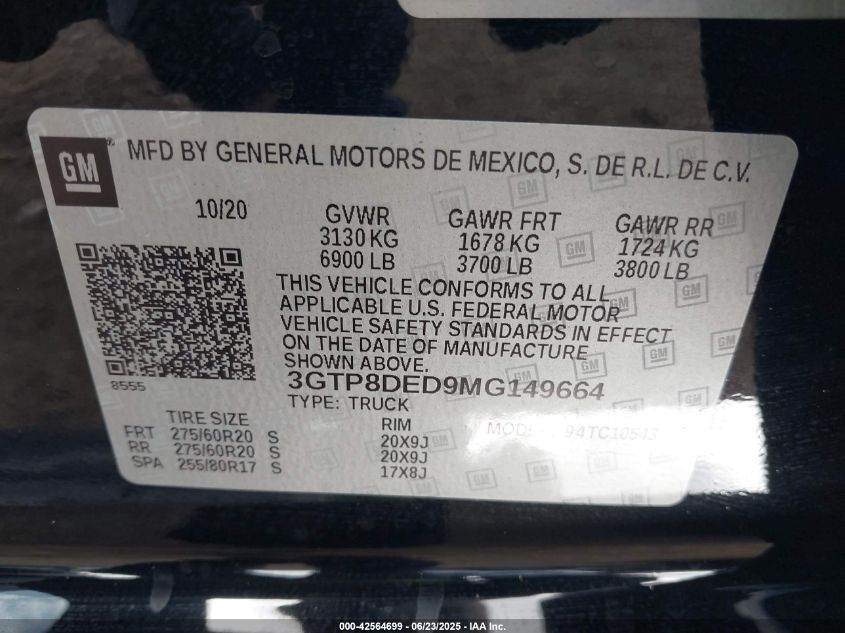 GM
MFD BY GENERAL MOTORS DE MEXICO, S. DE R.L. DE C.V.
10/20
GVWR
3130 KG
6900 LB
GAWR FRT
1678 KG
3700 LB
GAWR RR
1724 KG
3800 LB
THIS VEHICLE CONFORMS TO ALL
APPLICABLE U.S. FEDERAL MOTOR
VEHICLE SAFETY STANDARDS IN EFFECT
ON THE DATE OF MANUFACTURE
SHOWN ABOVE.
8555
3GTP8DED9MG149664
TYPE: TRUCK
TIRE SIZE
RIM
FRT 275/60R20 S 20X9J
RR 275/60R20 S 20X9J
SPA 255/80R17 S 17X8J
000-42564699 - 06/23/2025 - IAA Inc.